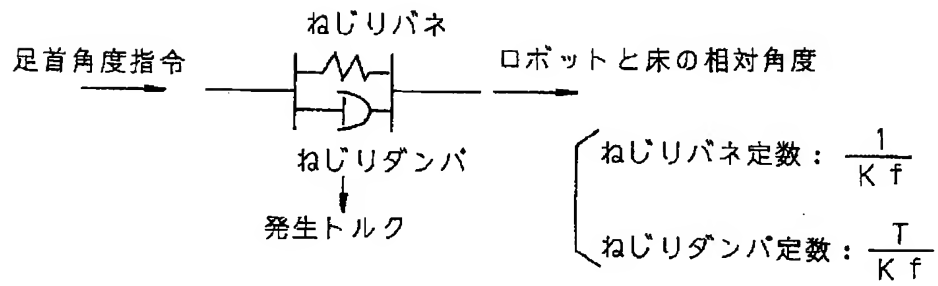 ねじりバネ
足首角度指令
ロボットと床の相対角度
ねじりダンパ
発生トルク
ねじりバネ定数：1/Kf
ねじりダンパ定数：T/Kf